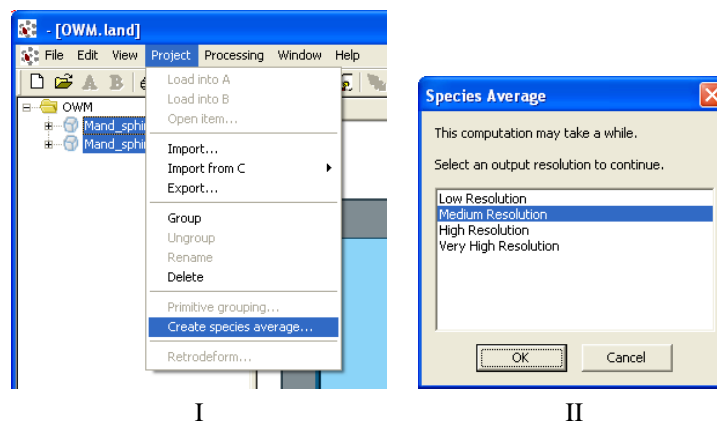 - [OWM.land]
File Edit View Project Processing Window Help
A B
OWM
Load into A
Load into B
Open item...
Import...
Import from C
Export...
Group
Ungroup
Rename
Delete
Primitive grouping...
Create species average...
Retrodeform...
I
Species Average
This computation may take a while.
Select an output resolution to continue.
Low Resolution
Medium Resolution
High Resolution
Very High Resolution
OK Cancel
II